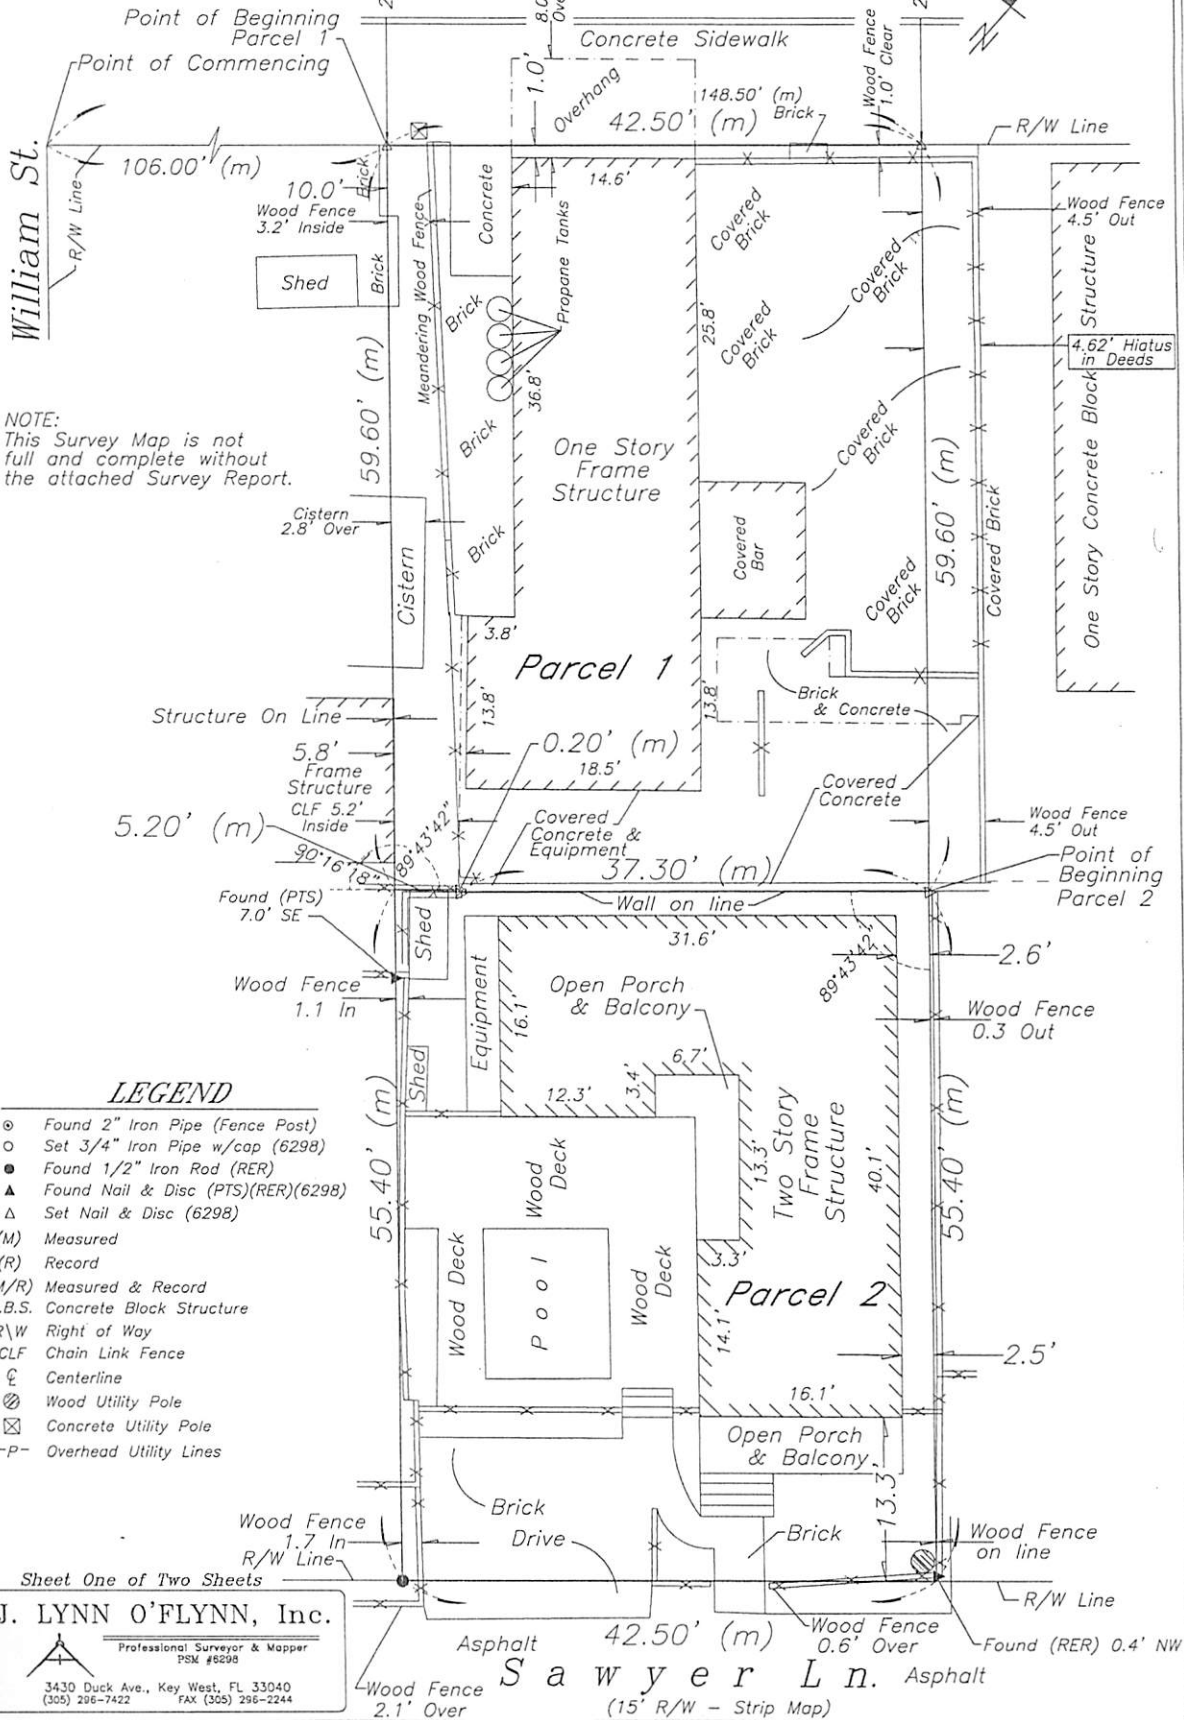 Point of Beginning
Parcel 1
Point of Commencing
Concrete Sidewalk
Overhang
1.0'
148.50' (m)
42.50' (m)
Brick
Wood Fence
1.0' Clear
R/W Line
William St.
R/W Line
106.00' (m)
10.0'
Brick
Wood Fence
3.2' Inside
Shed
Brick
Meandering Wood Fence
Concrete
14.6'
Propane Tanks
Brick
Brick
Brick
36.8'
25.8'
Covered
Brick
Covered
Brick
Covered
Brick
Covered
Brick
Covered
Brick
Wood Fence
4.5' Out
4.62' Hiatus
in Deeds
One Story Concrete Block Structure
59.60' (m)
NOTE:
This Survey Map is not
full and complete without
the attached Survey Report.
One Story
Frame
Structure
Cistern
2.8' Over
Cistern
Covered
Bar
59.60' (m)
Covered Brick
3.8'
Parcel 1
13.8'
13.8'
Brick
& Concrete
Structure On Line
5.8'
Frame
Structure
CLF 5.2'
Inside
0.20' (m)
18.5'
Covered
Concrete
5.20' (m)
90°16'18"
89°43'42"
Covered
Concrete &
Equipment
37.30' (m)
Wood Fence
4.5' Out
Point of
Beginning
Parcel 2
Found (PTS)
7.0' SE
Shed
Wall on line
31.6'
89°43'42"
2.6'
Wood Fence
1.1 In
Equipment
16.1'
Open Porch
& Balcony
Wood Fence
0.3 Out
Shed
12.3'
3.4'
6.7'
13.3'
Two Story
Frame
Structure
40.1'
55.40' (m)
55.40' (m)
LEGEND
Found 2" Iron Pipe (Fence Post)
Set 3/4" Iron Pipe w/cap (6298)
Found 1/2" Iron Rod (RER)
Found Nail & Disc (PTS)(RER)(6298)
Set Nail & Disc (6298)
(M) Measured
(R) Record
M/R) Measured & Record
.B.S. Concrete Block Structure
R\W Right of Way
CLF Chain Link Fence
℄ Centerline
Wood Utility Pole
Concrete Utility Pole
-P- Overhead Utility Lines
Wood Deck
Wood
Deck
Pool
Wood
Deck
3.3'
Parcel 2
14.1'
16.1'
2.5'
Open Porch
& Balcony
13.3'
Brick
Drive
Brick
Wood Fence
1.7 In
R/W Line
Wood Fence
on line
R/W Line
Sheet One of Two Sheets
J. LYNN O'FLYNN, Inc.
Professional Surveyor & Mapper
PSM #6298
3430 Duck Ave., Key West, FL 33040
(305) 296-7422 FAX (305) 296-2244
Wood Fence
2.1' Over
Asphalt
42.50' (m)
Wood Fence
0.6' Over
Found (RER) 0.4' NW
Sawyer Ln.
Asphalt
(15' R/W - Strip Map)